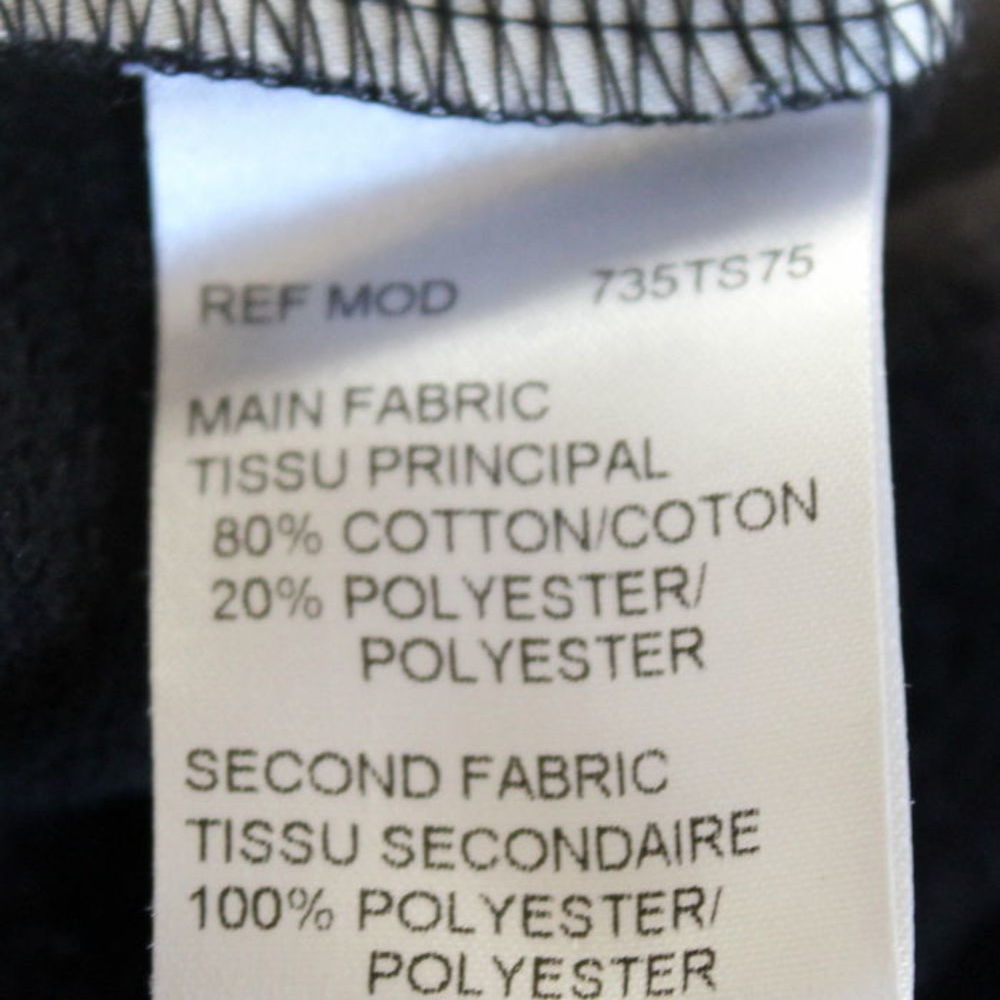 REF MOD 735TS75
MAIN FABRIC
TISSU PRINCIPAL
80% COTTON/COTON
20% POLYESTER/
POLYESTER
SECOND FABRIC
TISSU SECONDAIRE
100% POLYESTER/
POLYESTER